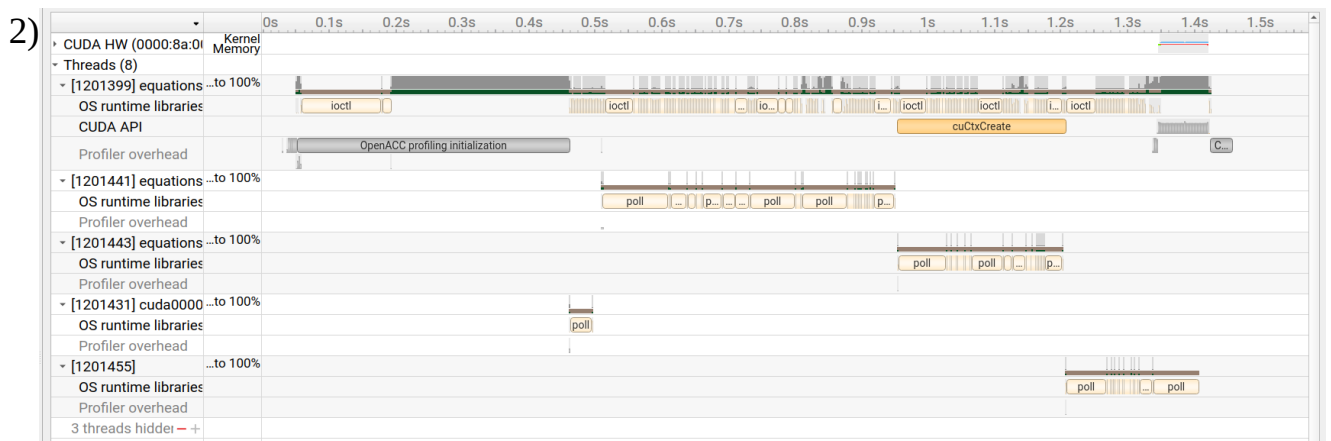 2)
0s 0.1s 0.2s 0.3s 0.4s 0.5s 0.6s 0.7s 0.8s 0.9s 1s 1.1s 1.2s 1.3s 1.4s 1.5s
CUDA HW (0000:8a:0 Kernel
Memory
Threads (8)
[1201399] equations ...to 100%
OS runtime libraries ioctl ioctl ... io... i... ioctl ioctl i... ioctl
CUDA API cuCtxCreate
Profiler overhead OpenACC profiling initialization C...
[1201441] equations ...to 100%
OS runtime libraries poll ... p... ... ... poll poll p...
Profiler overhead
[1201443] equations ...to 100%
OS runtime libraries poll poll ... p...
Profiler overhead
[1201431] cuda0000 ...to 100%
OS runtime libraries poll
Profiler overhead
[1201455] ...to 100%
OS runtime libraries poll ... poll
Profiler overhead
3 threads hidden